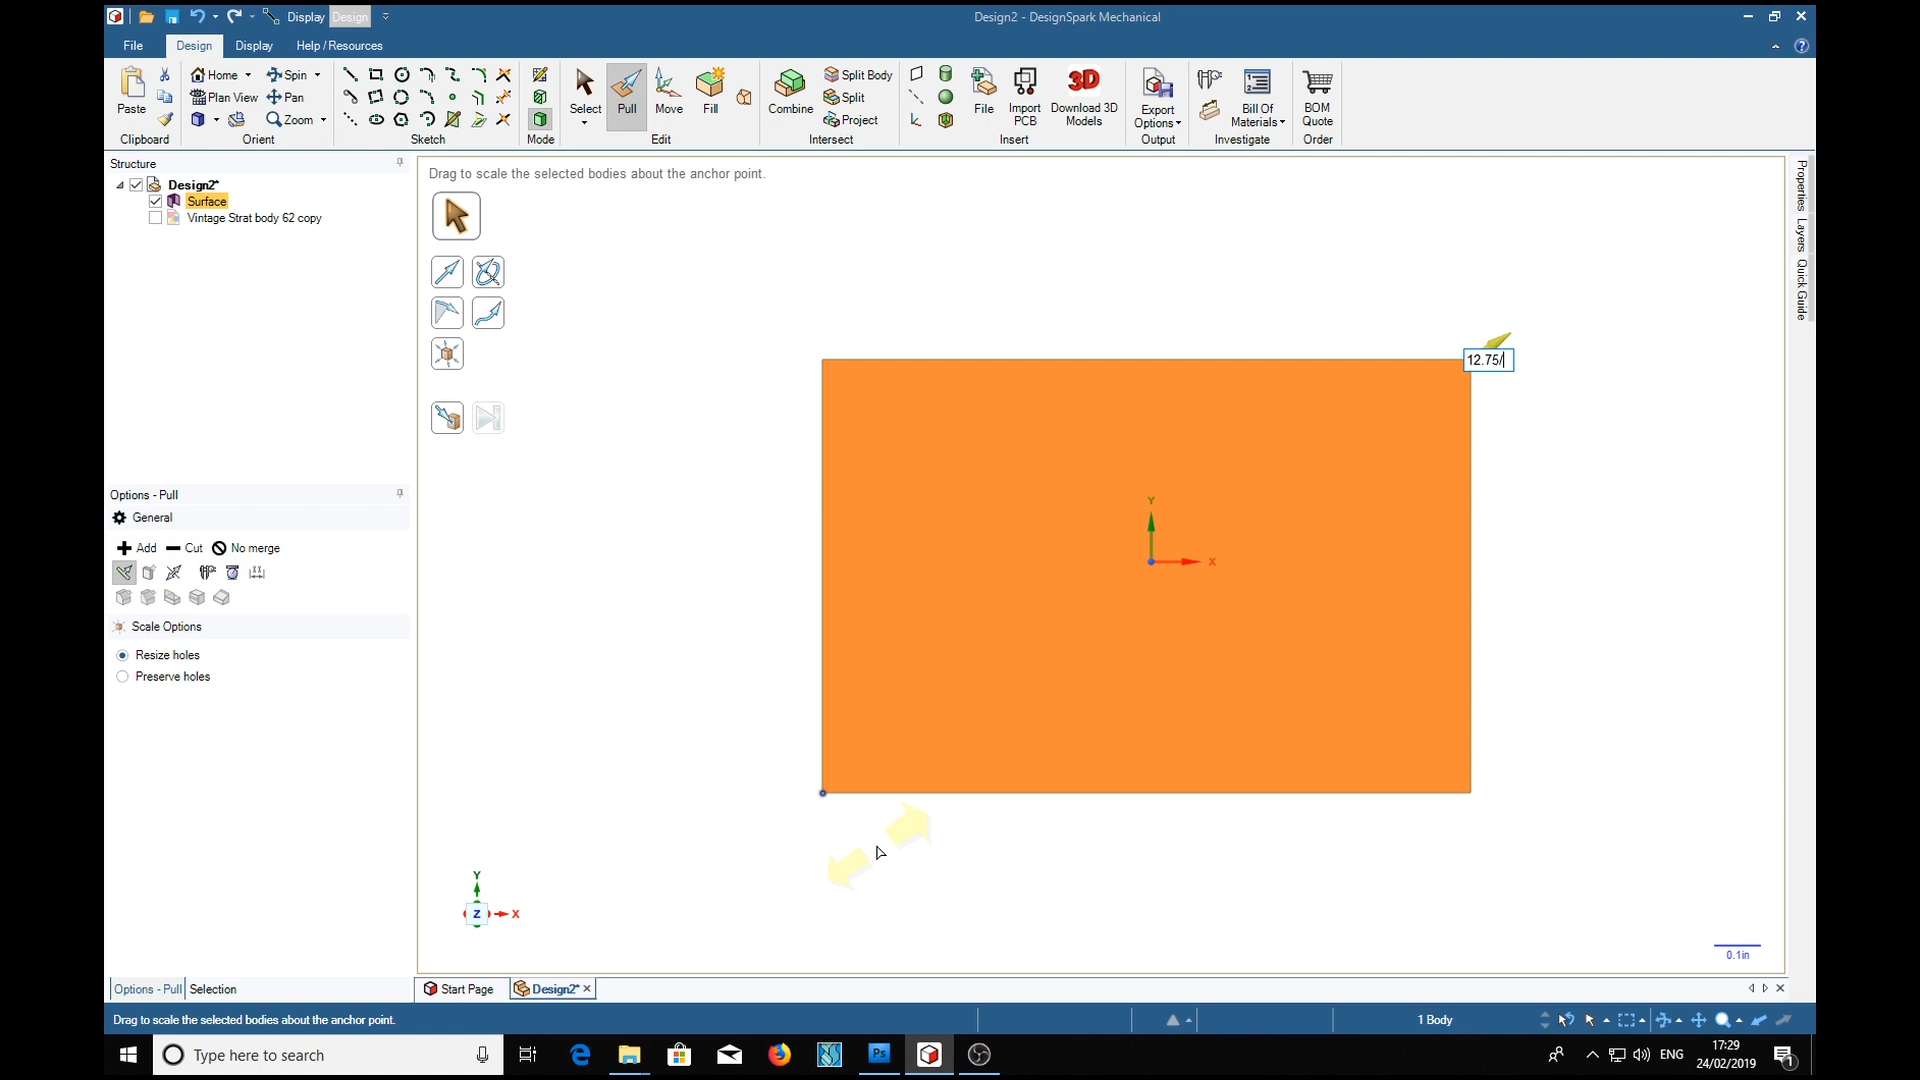 Display Design
Design2 - DesignSpark Mechanical
File Design Display Help / Resources
Paste
Clipboard
Home Spin
Plan View Pan
Zoom
Orient
Sketch
Mode
Select Pull Move Fill
Edit
Combine
Split Body
Split
Project
Intersect
File
Import PCB
Download 3D Models
3D
Insert
Export Options
Output
Bill Of Materials
Investigate
BOM Quote
Order
Structure
Design2*
Surface
Vintage Strat body 62 copy
Drag to scale the selected bodies about the anchor point.
Properties
Layers
Quick Guide
12.75/
Y
X
Options - Pull
General
Add Cut No merge
Scale Options
Resize holes
Preserve holes
Y
Z X
0.1in
Options - Pull Selection
Start Page Design2*
Drag to scale the selected bodies about the anchor point.
1 Body
Type here to search
Ps
ENG
17:29
24/02/2019
1